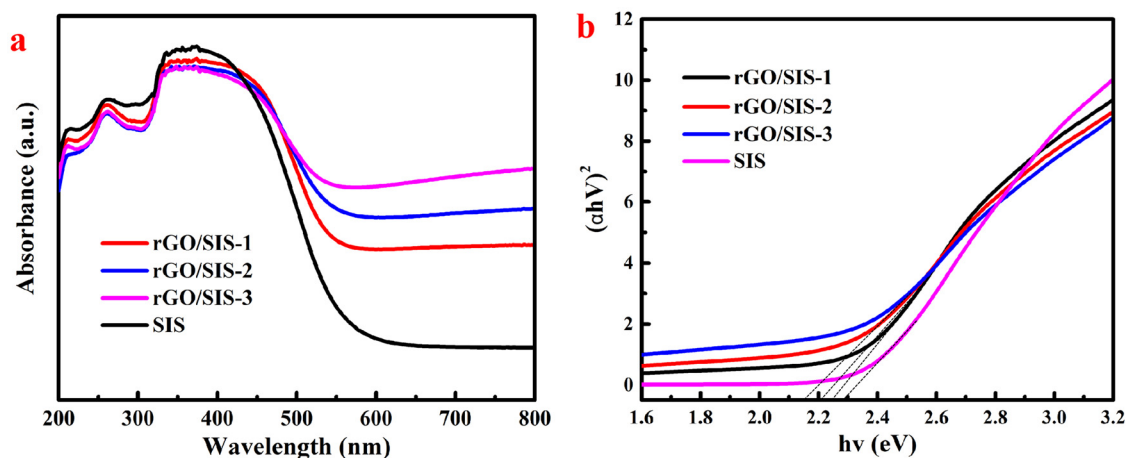 a
Absorbance (a.u.)
rGO/SIS-1
rGO/SIS-2
rGO/SIS-3
SIS
200 300 400 500 600 700 800
Wavelength (nm)
b
(αhV)²
12
10
8
6
4
2
0
rGO/SIS-1
rGO/SIS-2
rGO/SIS-3
SIS
1.6 1.8 2.0 2.2 2.4 2.6 2.8 3.0 3.2
hv (eV)